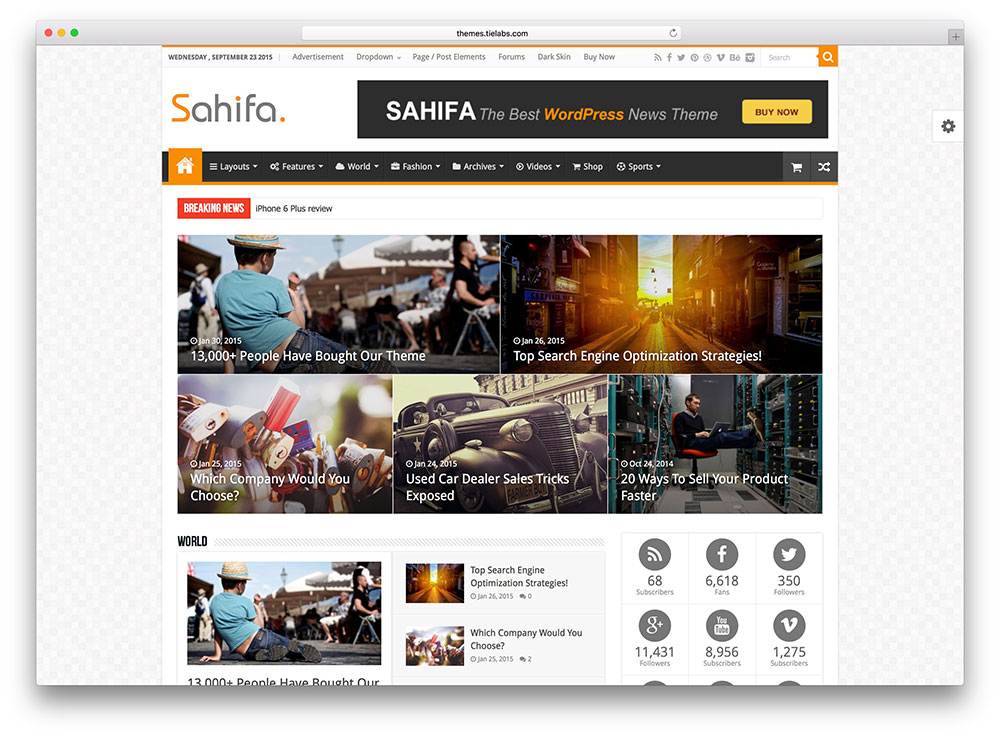 themes.tielabs.com
WEDNESDAY , SEPTEMBER 23 2015
Advertisement Dropdown Page / Post Elements Forums Dark Skin Buy Now
Bē
Search
Sahifa.
SAHIFA The Best WordPress News Theme
BUY NOW
Layouts Features World Fashion Archives Videos Shop Sports
BREAKING NEWS iPhone 6 Plus review
Jan 30, 2015
13,000+ People Have Bought Our Theme
Jan 26, 2015
Top Search Engine Optimization Strategies!
Jan 25, 2015
Which Company Would You
Choose?
Jan 24, 2015
Used Car Dealer Sales Tricks
Exposed
Oct 24, 2014
20 Ways To Sell Your Product
Faster
WORLD
13,000+ People Have Bought Our
Top Search Engine
Optimization Strategies!
Jan 26, 2015 0
Which Company Would You
Choose?
Jan 25, 2015 2
68
Subscribers
6,618
Fans
350
Followers
g+
11,431
Followers
You
Tube
8,956
Subscribers
1,275
Subscribers